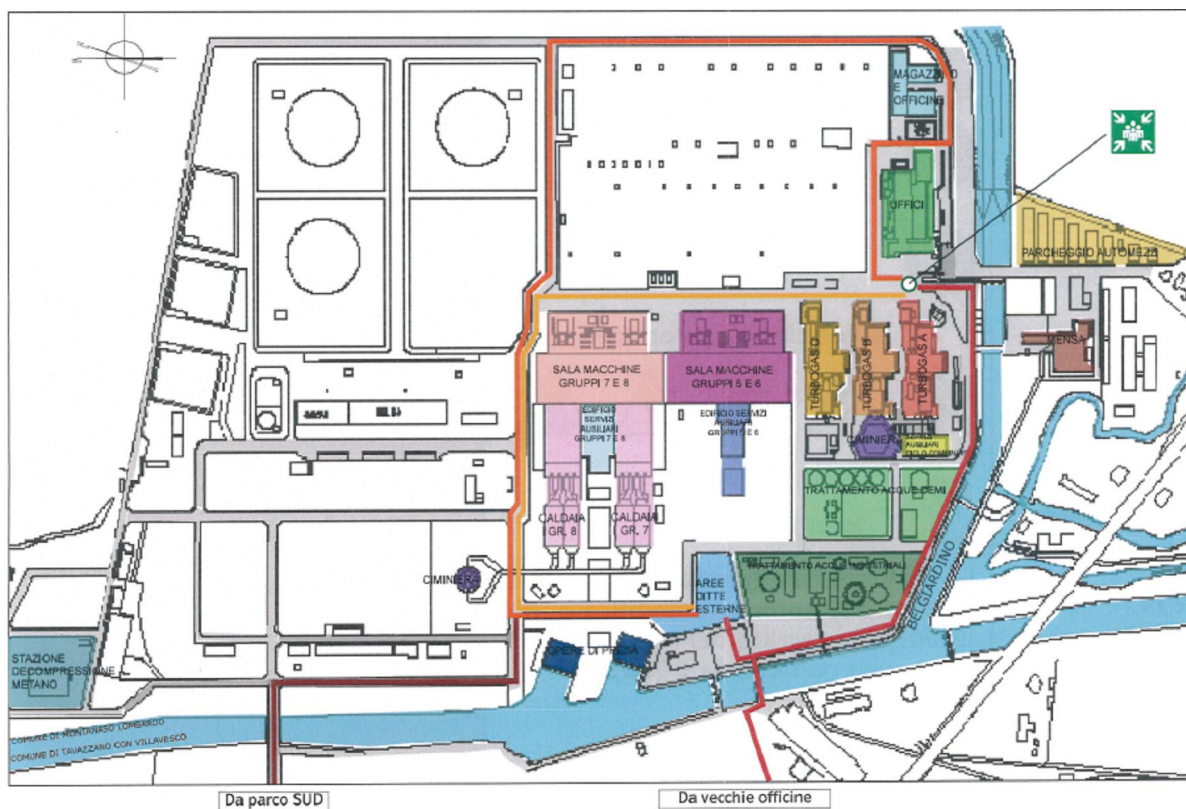 MAGAZZINO
E
OFFICINE
UFFICI
PARCHEGGIO AUTOMEZZI
MENSA
SALA MACCHINE
GRUPPI 7 E 8
SALA MACCHINE
GRUPPI 5 E 6
TURBOGAS D
TURBOGAS B
TURBOGAS A
EDIFICIO
SERVIZI
AUSILIARI
GRUPPI 7 E 8
EDIFICIO SERVIZI
AUSILIARI
GRUPPI 5 E 6
CIMINIERA
AUSILIARI
CICLO COMBINATO
TRATTAMENTO ACQUE DEMI
CALDAIA
GR. 8
CALDAIA
GR. 7
CIMINIERA
TRATTAMENTO ACQUE INDUSTRIALI
AREE
DITTE
ESTERNE
BELGIARDINO
OPERE DI PRESA
STAZIONE
DECOMPRESSIONE
METANO
COMUNE DI MONTANASO LOMBARDO
COMUNE DI TAVAZZANO CON VILLAVESCO
Da parco SUD
Da vecchie officine